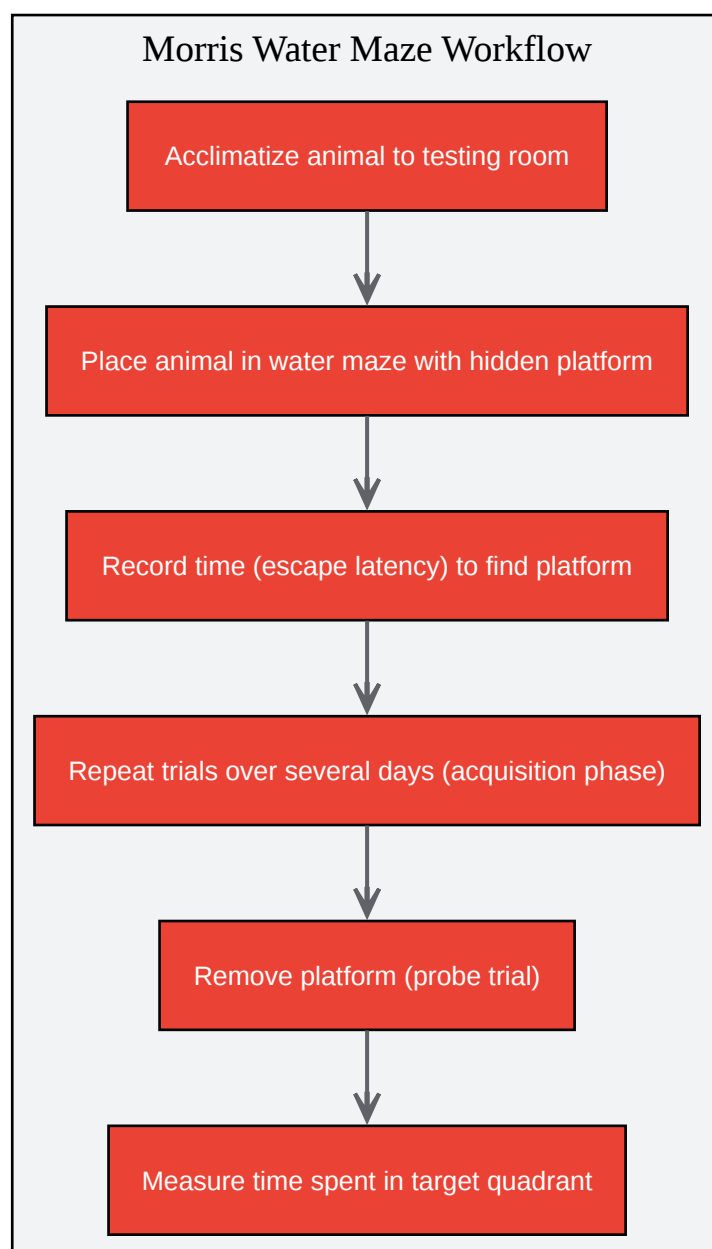 Morris Water Maze Workflow
Acclimatize animal to testing room
Place animal in water maze with hidden platform
Record time (escape latency) to find platform
Repeat trials over several days (acquisition phase)
Remove platform (probe trial)
Measure time spent in target quadrant